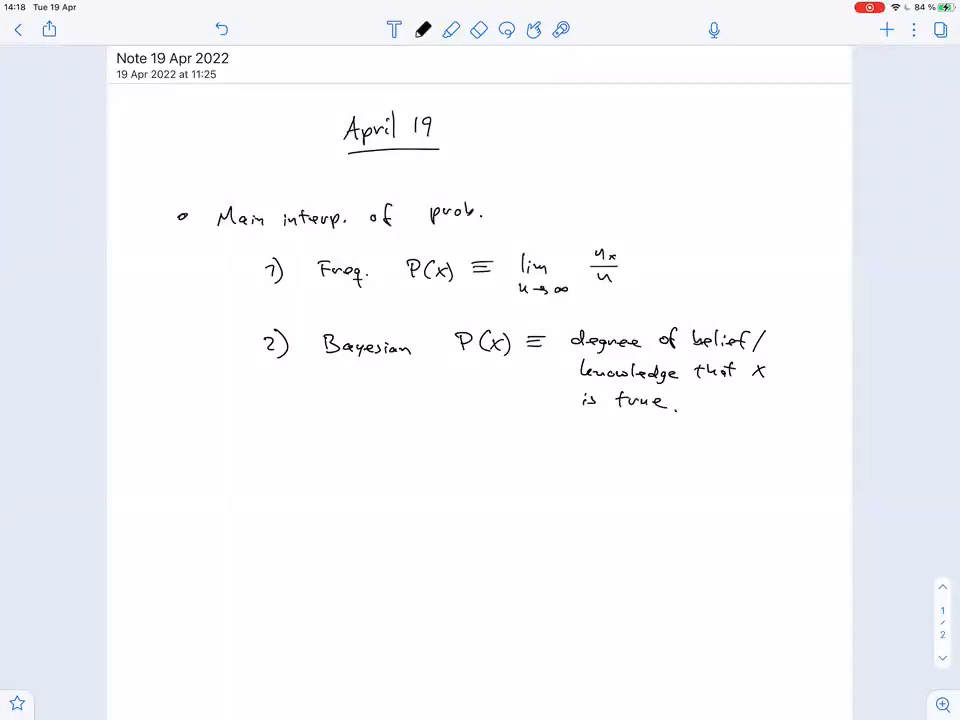 14:18 Tue 19 Apr
84 %
Note 19 Apr 2022
19 Apr 2022 at 11:25
April 19
• Main interp. of prob.
1) Freq. P(x) ≡ lim n→∞ nx/n
2) Bayesian P(x) ≡ degree of belief/
knowledge that x
is true.
1
/
2